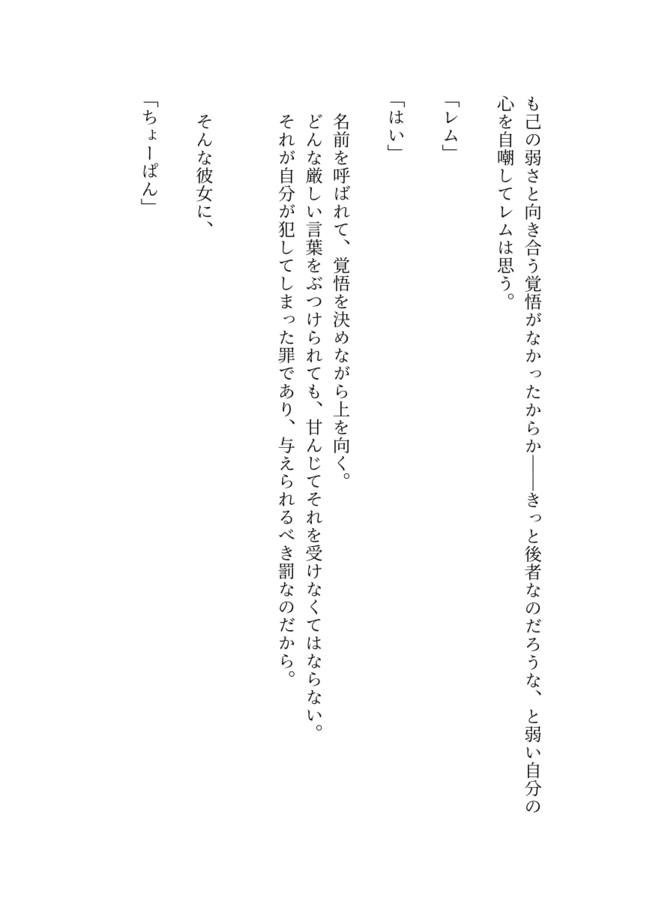 も己の弱さと向き合う覚悟がなかったからか――きっと後者なのだろうな、と弱い自分の
心を自嘲してレムは思う。
「レム」
「はい」
名前を呼ばれて、覚悟を決めながら上を向く。
どんな厳しい言葉をぶつけられても、甘んじてそれを受けなくてはならない。
それが自分が犯してしまった罪であり、与えられるべき罰なのだから。
そんな彼女に、
「ちょーぱん」